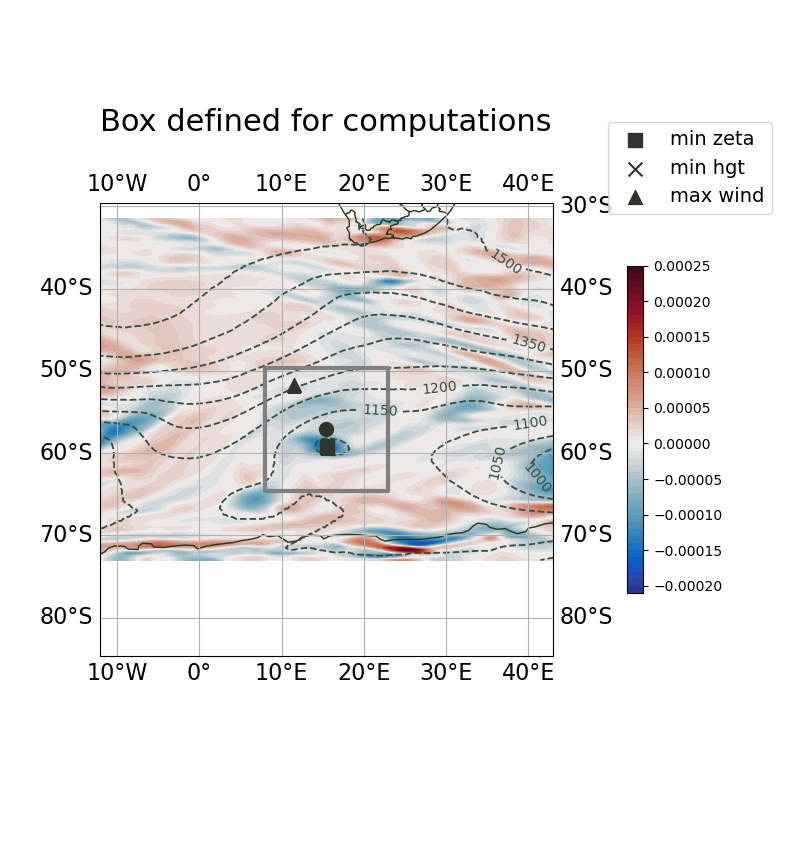 Box defined for computations
min zeta
min hgt
max wind
10°W 0° 10°E 20°E 30°E 40°E
30°S
40°S 40°S
50°S 50°S
60°S 60°S
70°S 70°S
80°S 80°S
10°W 0° 10°E 20°E 30°E 40°E
1500
1350
1200
1150
1100
1050
1000
0.00025
0.00020
0.00015
0.00010
0.00005
0.00000
−0.00005
−0.00010
−0.00015
−0.00020